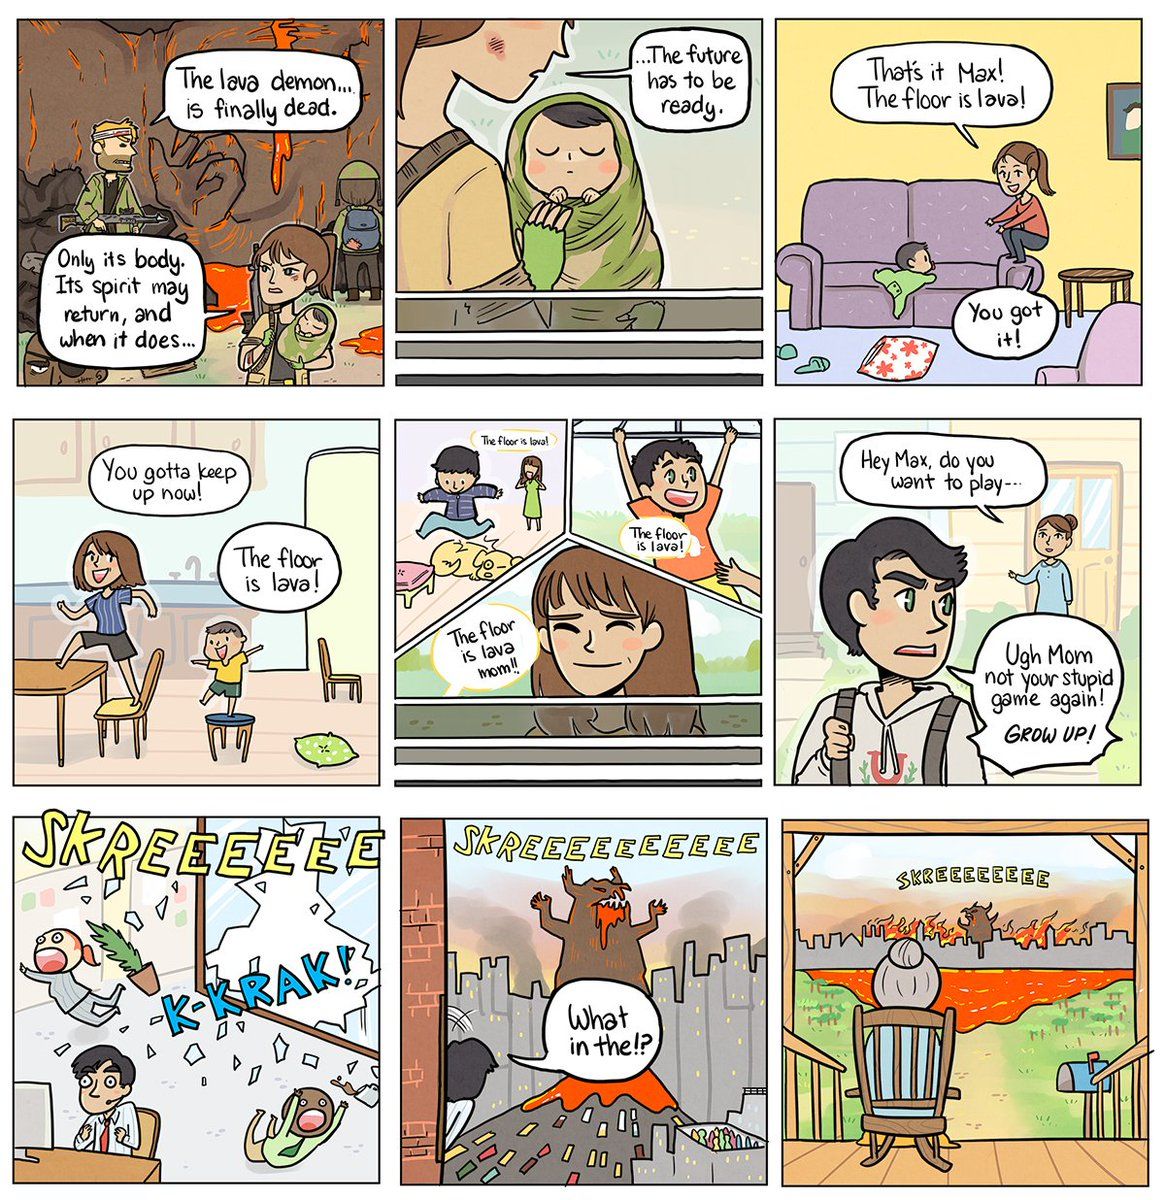 The lava demon...
is finally dead.
Only its body.
Its spirit may
return, and
when it does...
...The future
has to be
ready.
That's it Max!
The floor is lava!
You got
it!
You gotta keep
up now!
The floor
is lava!
The floor is lava!
The floor
is lava!
The floor
is lava
mom!!
Hey Max, do you
want to play--
Ugh Mom
not your stupid
game again!
GROW UP!
SKREEEEEE
K-KRAK!
SKREEEEEEEEEE
What
in the!?
SKREEEEEEEE